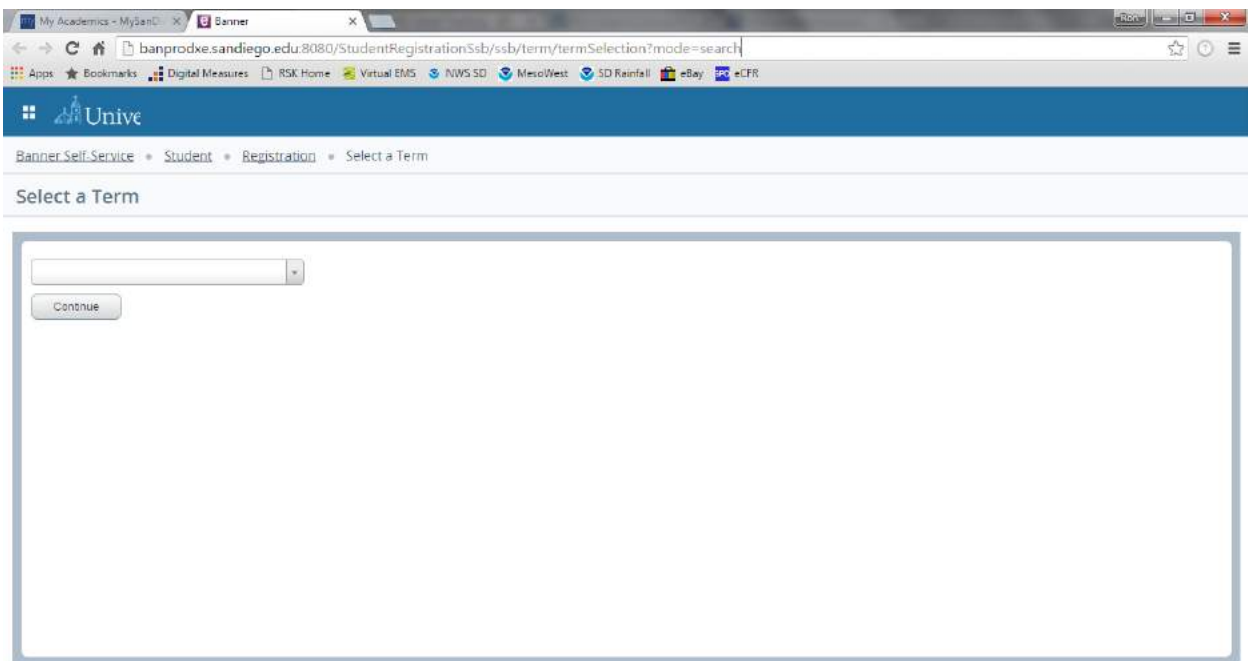 My Academics - MySanD
Banner
Ron
banprodxe.sandiego.edu:8080/StudentRegistrationSsb/ssb/term/termSelection?mode=search
Apps Bookmarks Digital Measures RSK Home Virtual EMS NWS SD MesoWest SD Rainfall eBay eCFR
Unive
Banner Self-Service • Student • Registration • Select a Term
Select a Term
Continue